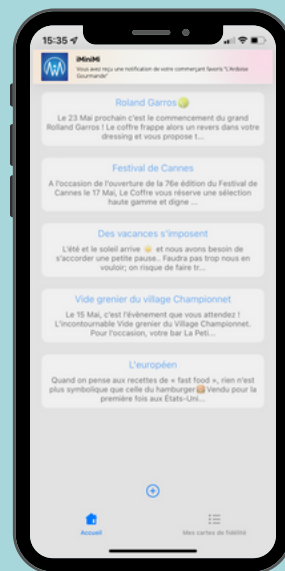 15:35
iMiniMi
Vous avez reçu une notification de votre commerçant favoris "L'Ardoise
Gourmande"
Roland Garros
Le 23 Mai prochain c'est le commencement du grand
Rolland Garros ! Le coffre frappe alors un revers dans votre
dressing et vous propose t...
Festival de Cannes
A l'occasion de l'ouverture de la 76e édition du Festival de
Cannes le 17 Mai, Le Coffre vous réserve une sélection
haute gamme et digne ...
Des vacances s'imposent
L'été et le soleil arrive ☀️ et nous avons besoin de
s'accorder une petite pause.. Faudra pas trop nous en
vouloir; on risque de faire tr...
Vide grenier du village Championnet
Le 15 Mai, c'est l'évènement que vous attendez !
L'incontournable Vide grenier du Village Championnet.
Pour l'occasion, votre bar La Peti...
L'européen
Quand on pense aux recettes de « fast food », rien n'est
plus symbolique que celle du hamburger🍔 Vendu pour la
première fois aux États-Uni...
Accueil
Mes cartes de fidélité